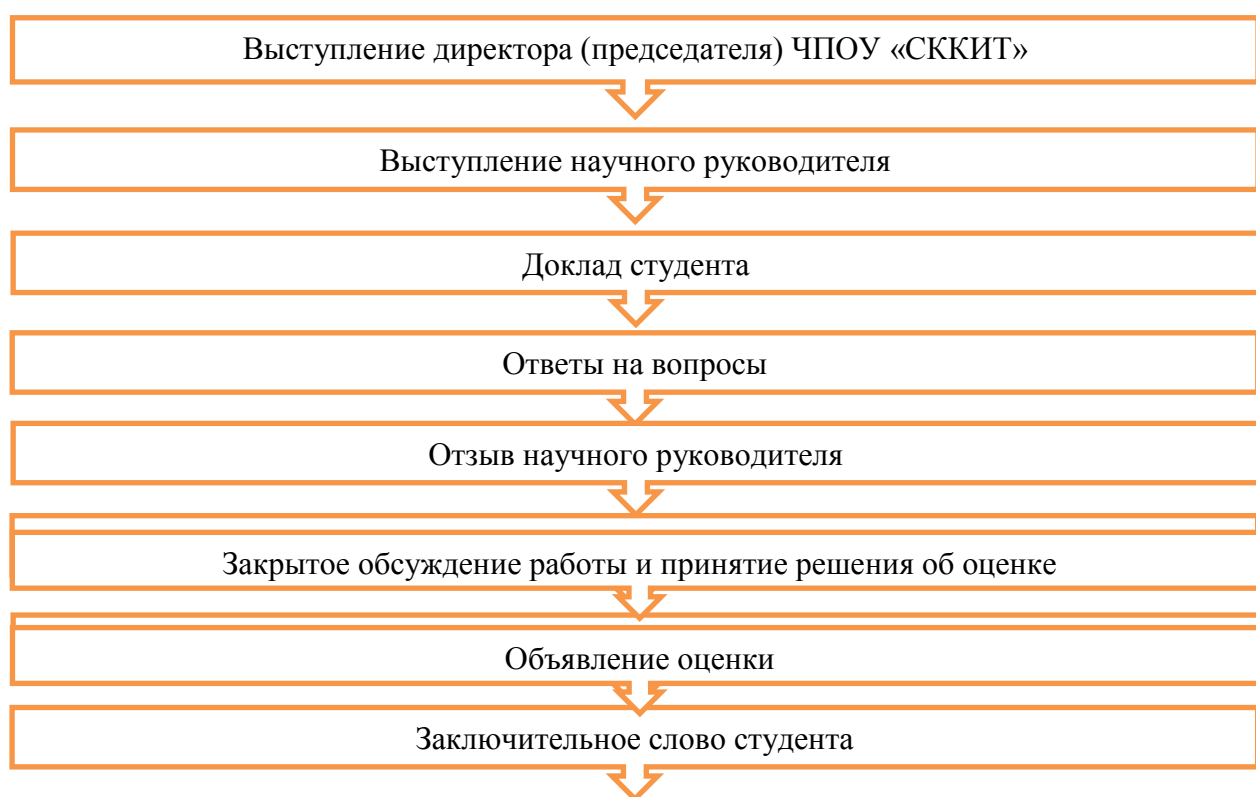 Выступление директора (председателя) ЧПОУ «СККИТ»
Выступление научного руководителя
Доклад студента
Ответы на вопросы
Отзыв научного руководителя
Закрытое обсуждение работы и принятие решения об оценке
Объявление оценки
Заключительное слово студента